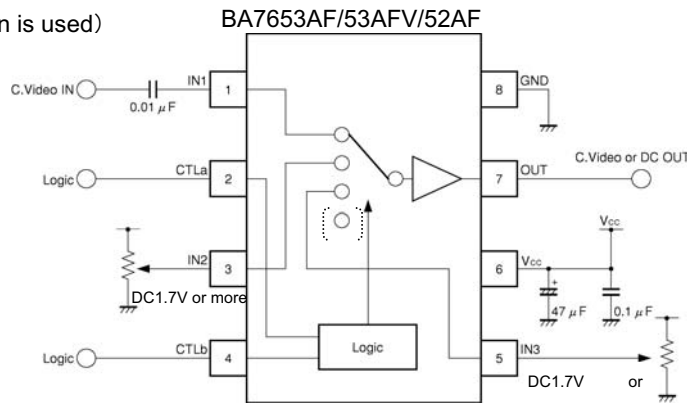 n is used)
BA7653AF/53AFV/52AF
C.Video IN
0.01 μF
IN1
1
8
GND
Logic
CTLa
2
7
OUT
C.Video or DC OUT
IN2
3
DC1.7V or more
6
Vcc
Vcc
+
47 μF
0.1 μF
Logic
CTLb
4
Logic
5
IN3
DC1.7V or